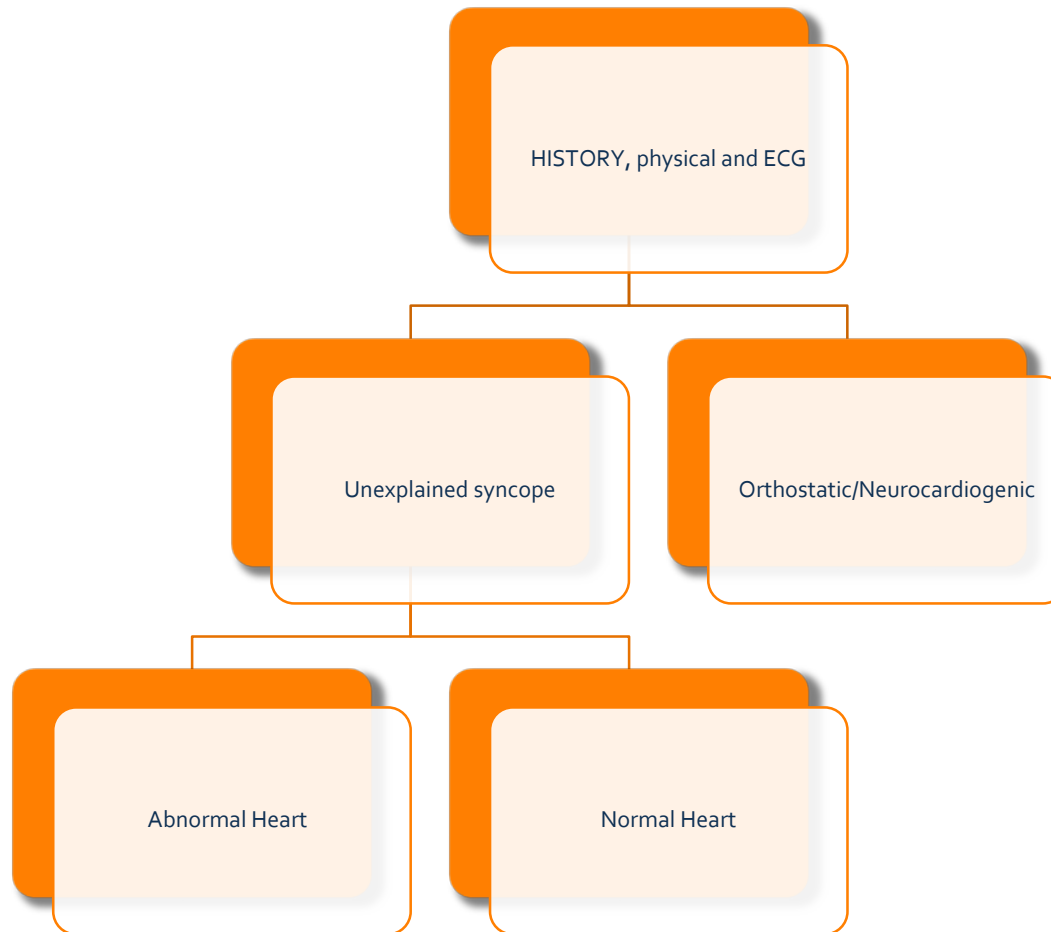 HISTORY, physical and ECG
Unexplained syncope
Orthostatic/Neurocardiogenic
Abnormal Heart
Normal Heart